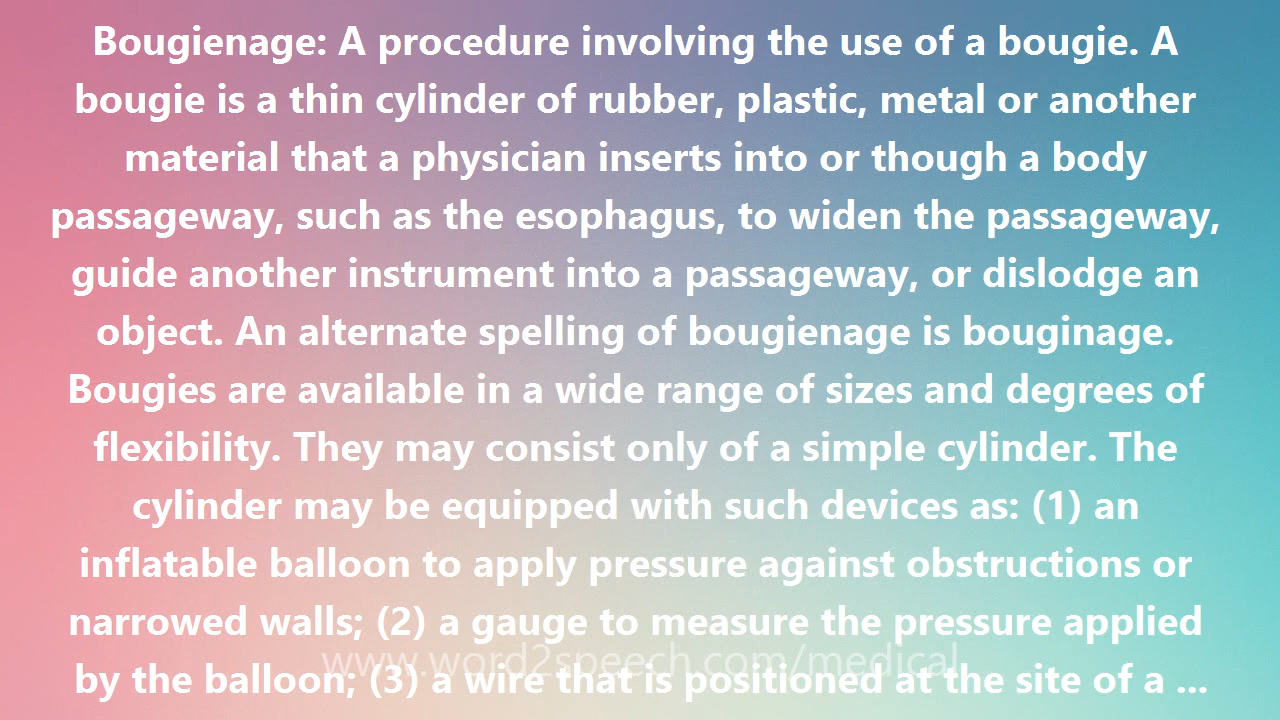 Bougienage: A procedure involving the use of a bougie. A
bougie is a thin cylinder of rubber, plastic, metal or another
material that a physician inserts into or though a body
passageway, such as the esophagus, to widen the passageway,
guide another instrument into a passageway, or dislodge an
object. An alternate spelling of bougienage is bouginage.
Bougies are available in a wide range of sizes and degrees of
flexibility. They may consist only of a simple cylinder. The
cylinder may be equipped with such devices as: (1) an
inflatable balloon to apply pressure against obstructions or
narrowed walls; (2) a gauge to measure the pressure applied
www.word2speech.com/medical
by the balloon; (3) a wire that is positioned at the site of a ...